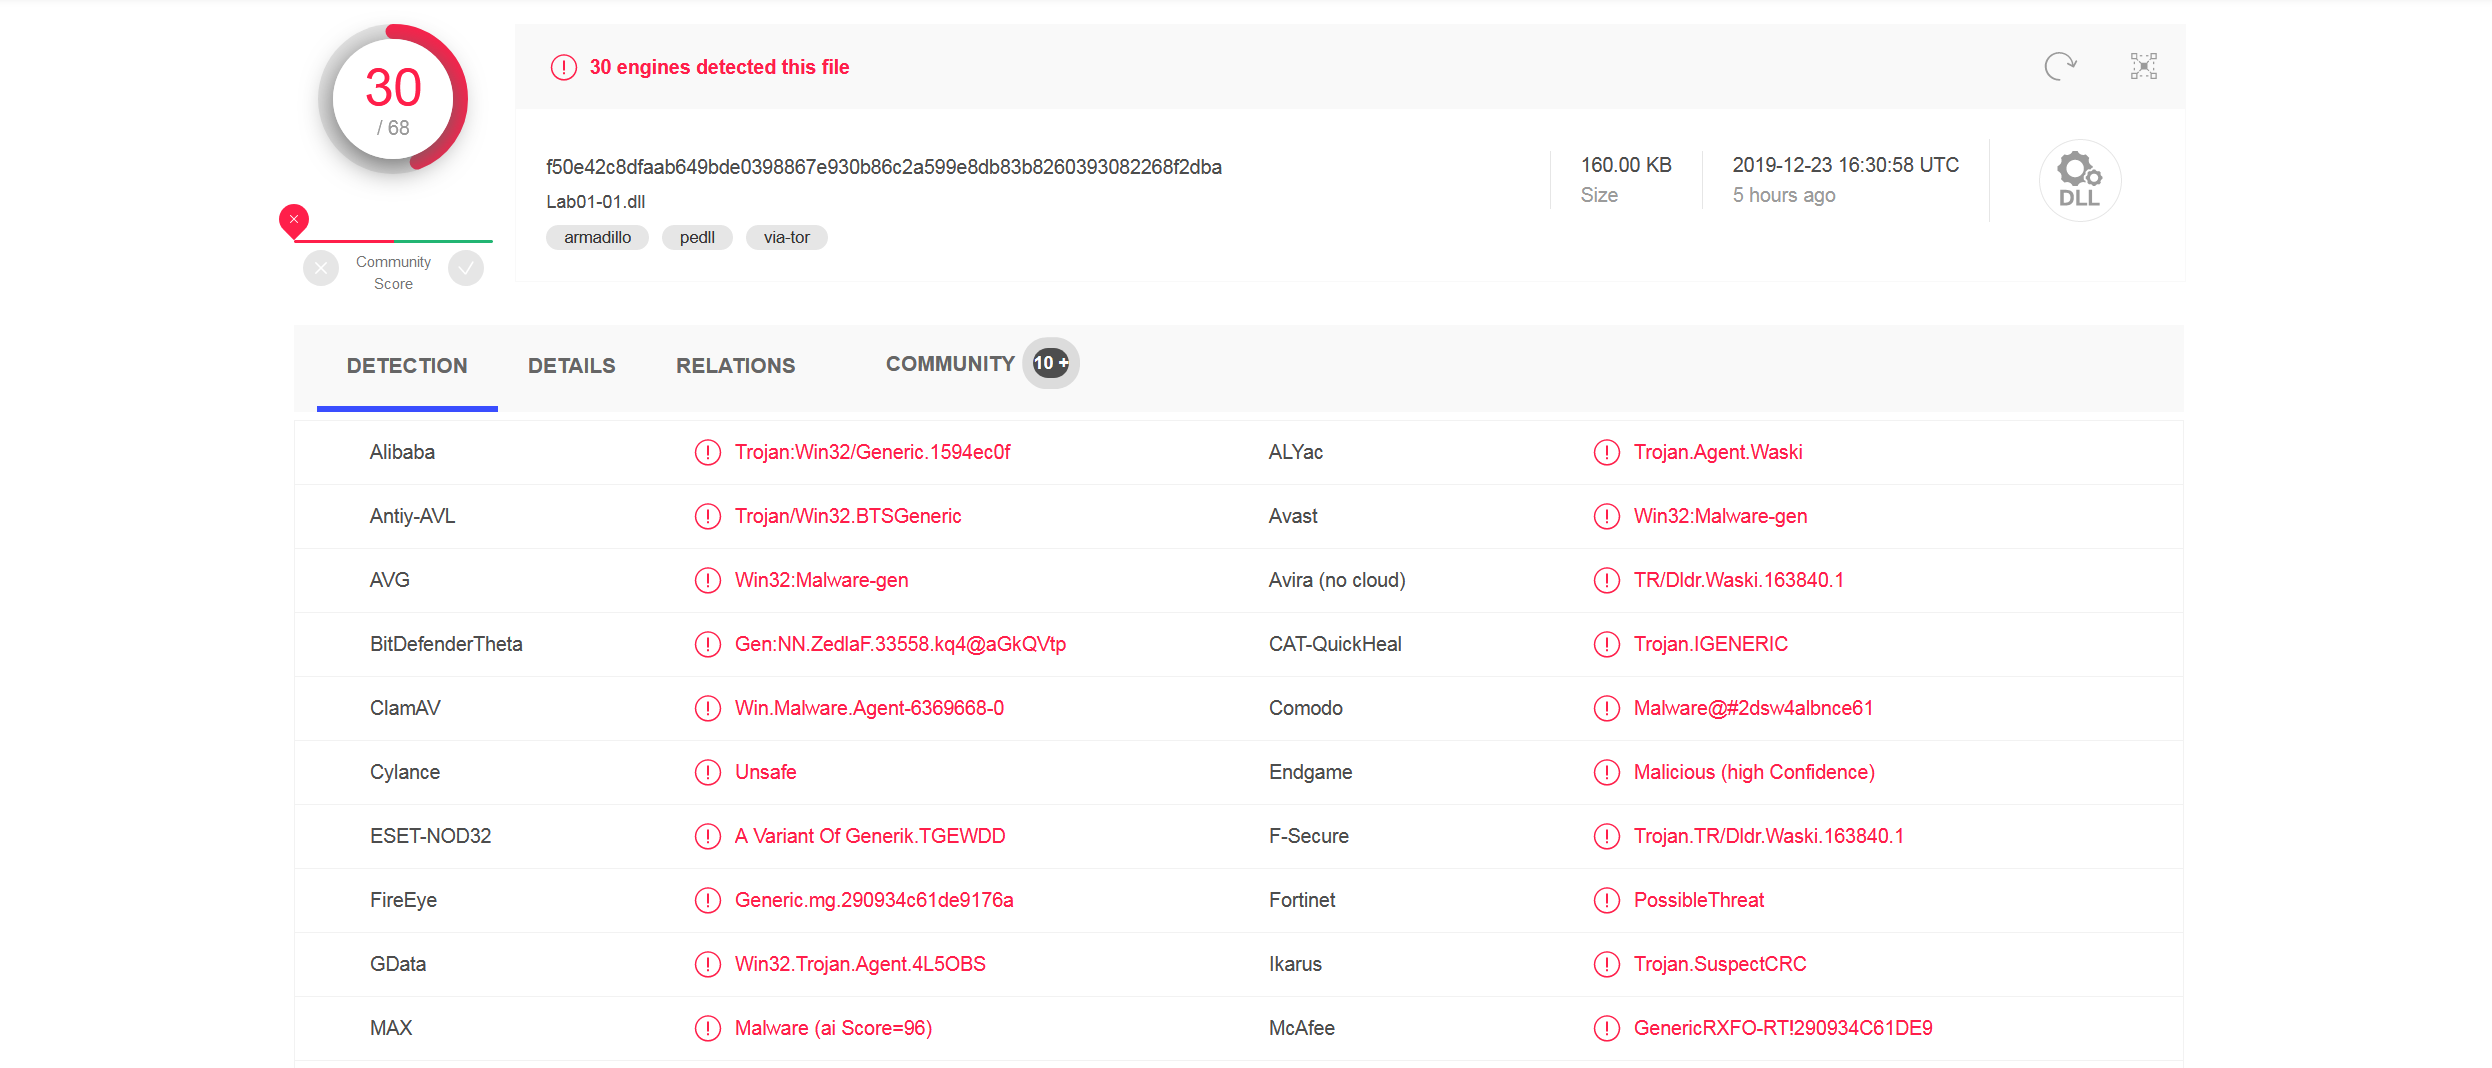 30
/ 68
Community
Score
30 engines detected this file
f50e42c8dfaab649bde0398867e930b86c2a599e8db83b8260393082268f2dba
Lab01-01.dll
armadillo pedll via-tor
160.00 KB
Size
2019-12-23 16:30:58 UTC
5 hours ago
DLL
DETECTION DETAILS RELATIONS COMMUNITY 10 +
Alibaba Trojan:Win32/Generic.1594ec0f ALYac Trojan.Agent.Waski
Antiy-AVL Trojan/Win32.BTSGeneric Avast Win32:Malware-gen
AVG Win32:Malware-gen Avira (no cloud) TR/Dldr.Waski.163840.1
BitDefenderTheta Gen:NN.ZedlaF.33558.kq4@aGkQVtp CAT-QuickHeal Trojan.IGENERIC
ClamAV Win.Malware.Agent-6369668-0 Comodo Malware@#2dsw4albnce61
Cylance Unsafe Endgame Malicious (high Confidence)
ESET-NOD32 A Variant Of Generik.TGEWDD F-Secure Trojan.TR/Dldr.Waski.163840.1
FireEye Generic.mg.290934c61de9176a Fortinet PossibleThreat
GData Win32.Trojan.Agent.4L5OBS Ikarus Trojan.SuspectCRC
MAX Malware (ai Score=96) McAfee GenericRXFO-RT!290934C61DE9